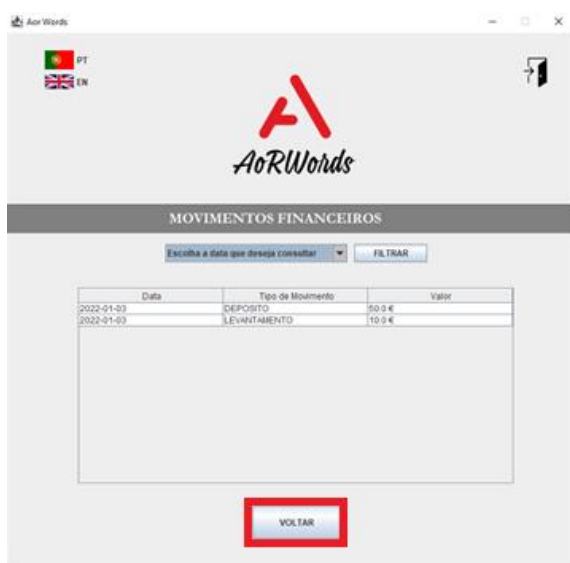 Aor Words
PT
EN
AoRWords
MOVIMENTOS FINANCEIROS
Escolha a data que deseja consultar FILTRAR
Data Tipo de Movimento Valor
2022-01-03 DEPOSITO 50.0 €
2022-01-03 LEVANTAMENTO 10.0 €
VOLTAR